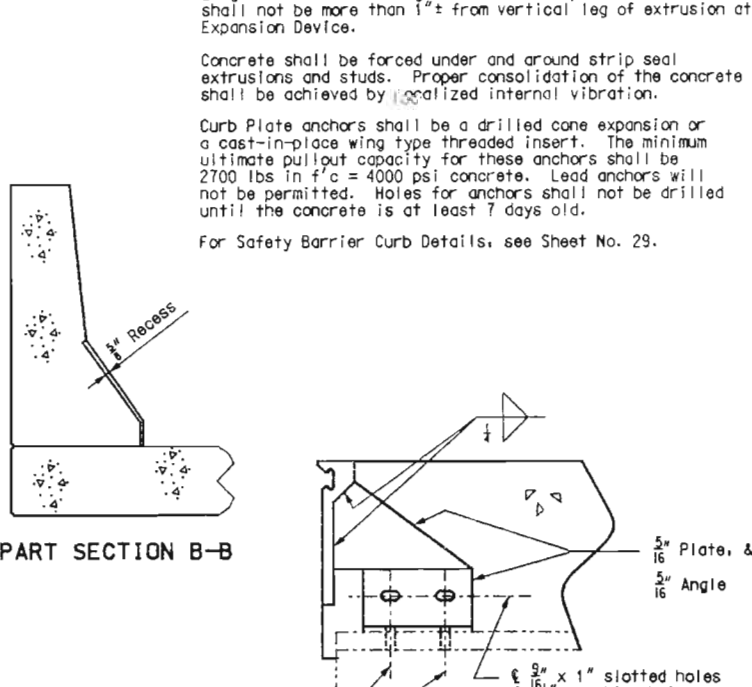 shall not be more than 1"± from vertical leg of extrusion at
Expansion Device.
Concrete shall be forced under and around strip seal
extrusions and studs. Proper consolidation of the concrete
shall be achieved by localized internal vibration.
Curb Plate anchors shall be a drilled cone expansion or
a cast-in-place wing type threaded insert. The minimum
ultimate pullout capacity for these anchors shall be
2700 lbs in f'c = 4000 psi concrete. Lead anchors will
not be permitted. Holes for anchors shall not be drilled
until the concrete is at least 7 days old.
For Safety Barrier Curb Details, see Sheet No. 29.
5/8" Recess
1/4
PART SECTION B-B
5/16" Plate, &
5/16" Angle
℄ 9/16" x 1" slotted holes